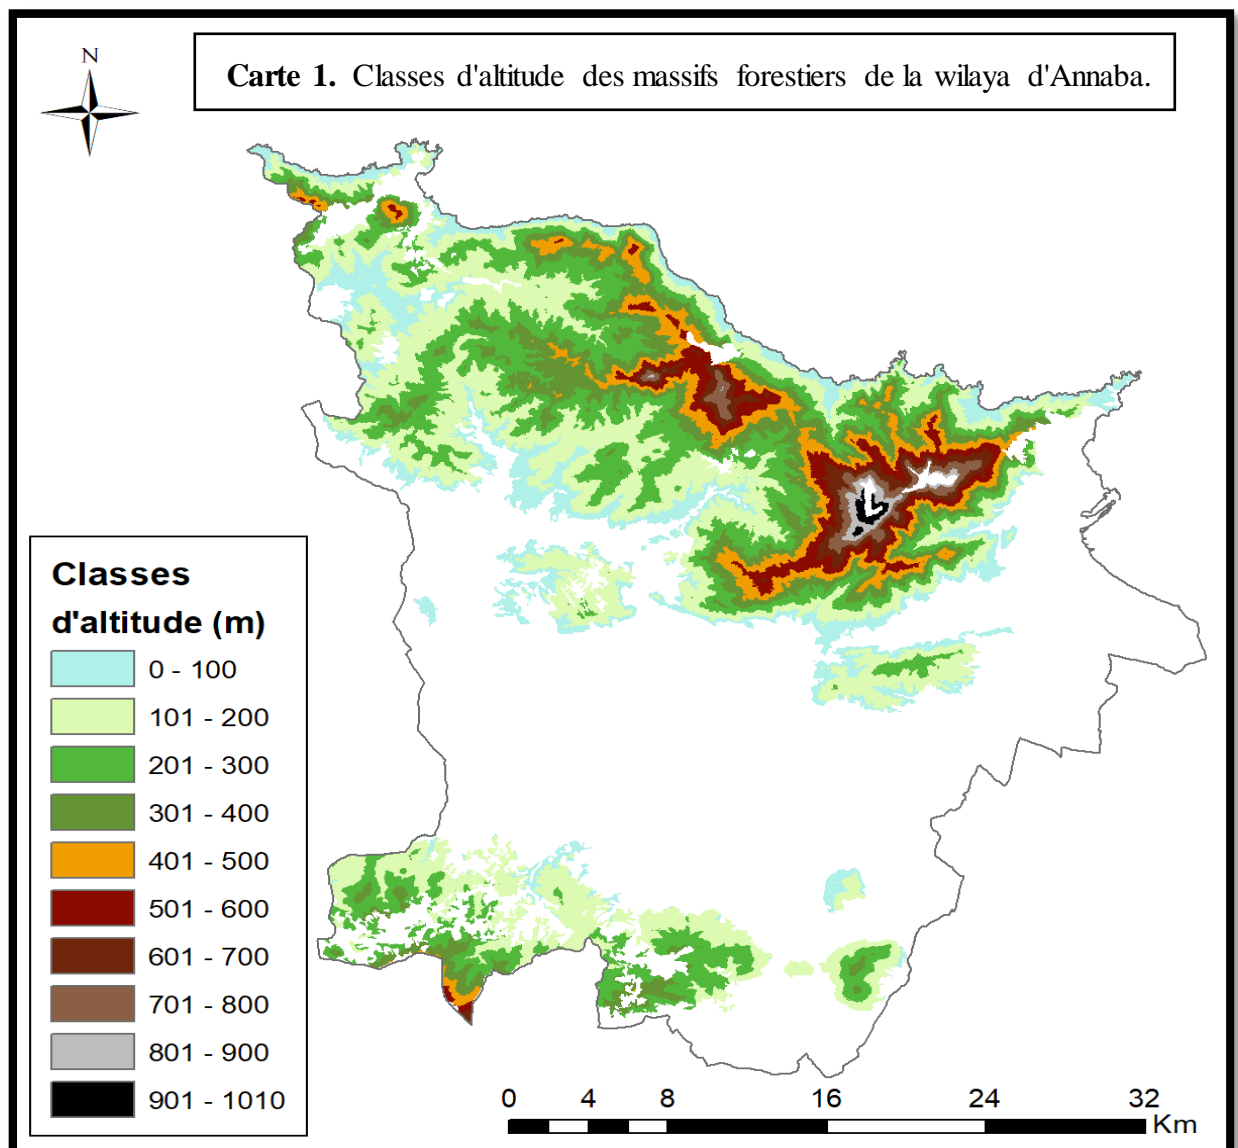 N
Carte 1. Classes d'altitude des massifs forestiers de la wilaya d'Annaba.
Classes
d'altitude (m)
0 - 100
101 - 200
201 - 300
301 - 400
401 - 500
501 - 600
601 - 700
701 - 800
801 - 900
901 - 1010
0 4 8 16 24 32
Km